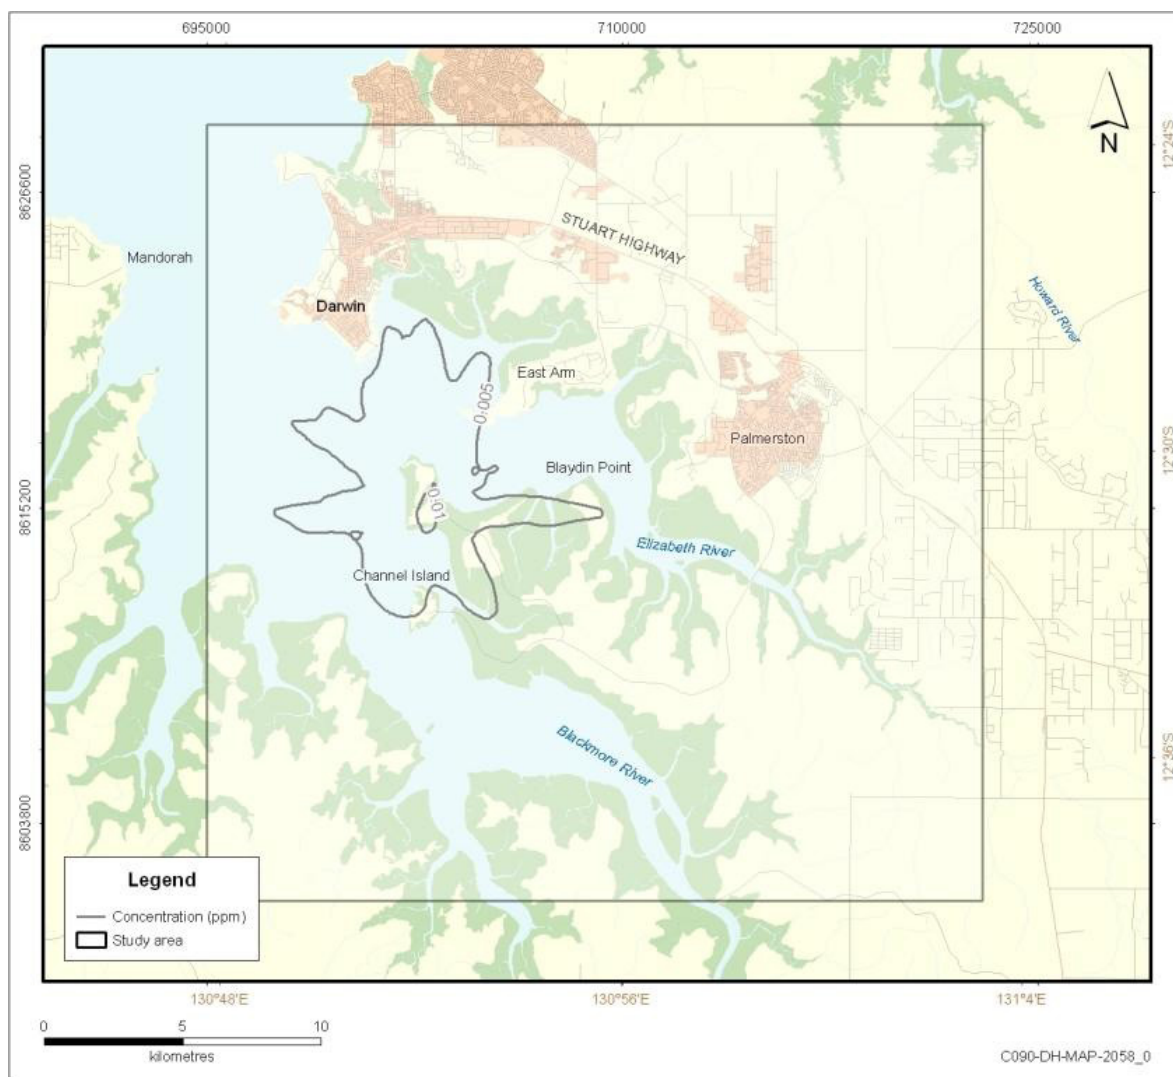 695000
710000
725000
12°24'S
8626600
N
STUART HIGHWAY
Mandorah
Howard River
Darwin
East Arm
0.005
Palmerston
12°30'S
Blaydin Point
0.01
8615200
Elizabeth River
Channel Island
Blackmore River
12°36'S
8603800
Legend
Concentration (ppm)
Study area
130°48'E
130°56'E
131°4'E
0
5
10
kilometres
C090-DH-MAP-2058_0